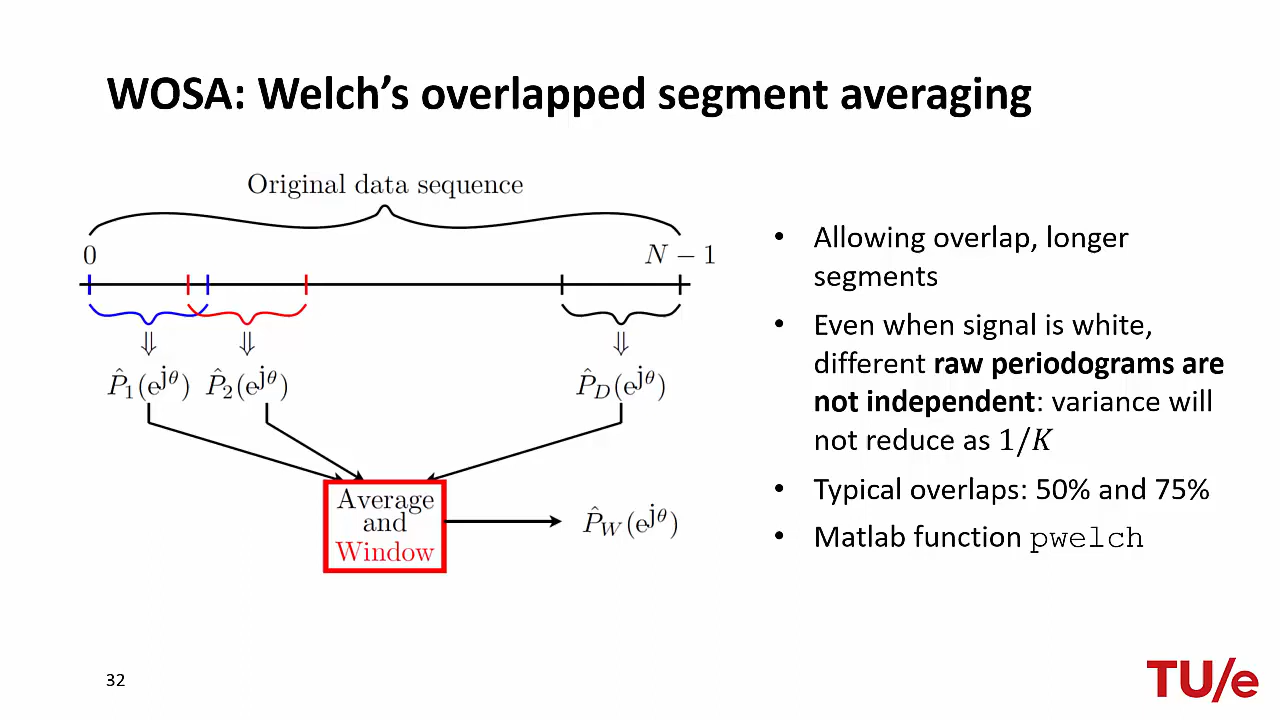 WOSA: Welch's overlapped segment averaging
Original data sequence
0
N − 1
P̂₁(e^jθ) P̂₂(e^jθ)
P̂_D(e^jθ)
Average
and
Window
P̂_W(e^jθ)
• Allowing overlap, longer
segments
• Even when signal is white,
different raw periodograms are
not independent: variance will
not reduce as 1/K
• Typical overlaps: 50% and 75%
• Matlab function pwelch
32
TU/e